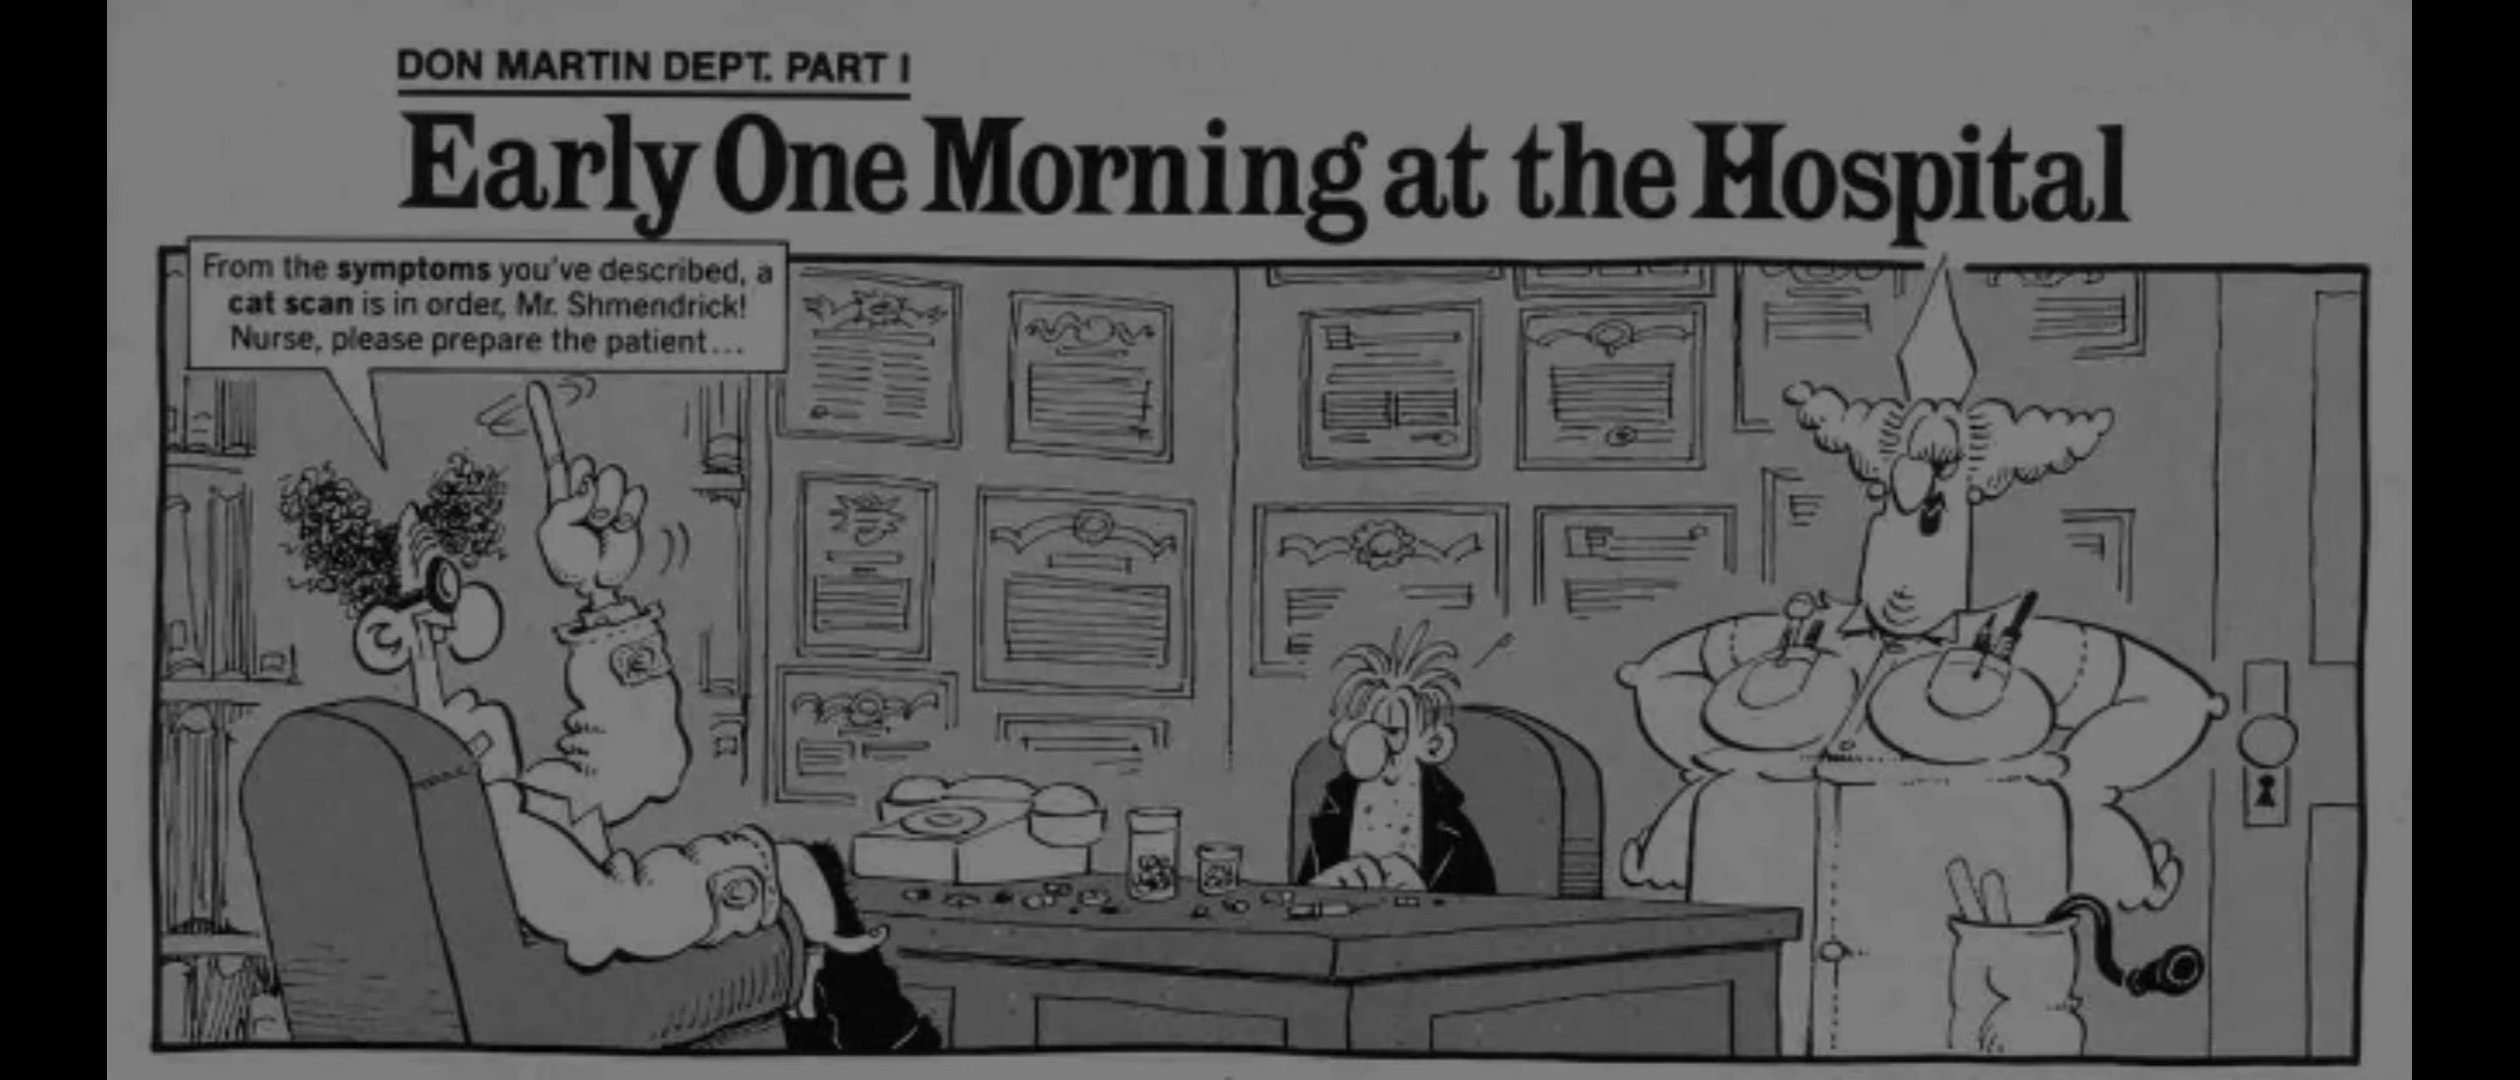 DON MARTIN DEPT. PART I
Early One Morning at the Hospital
From the symptoms you've described, a
cat scan is in order, Mr. Shmendrick!
Nurse, please prepare the patient...